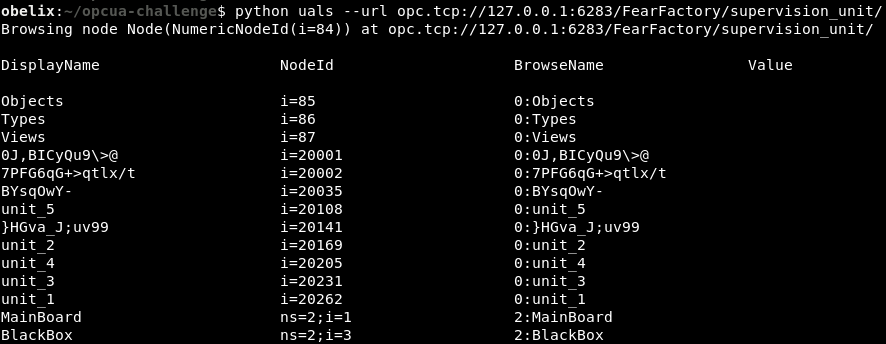 obelix:~/opcua-challenge$ python uals --url opc.tcp://127.0.0.1:6283/FearFactory/supervision_unit/
Browsing node Node(NumericNodeId(i=84)) at opc.tcp://127.0.0.1:6283/FearFactory/supervision_unit/
DisplayName NodeId BrowseName Value
Objects i=85 0:Objects
Types i=86 0:Types
Views i=87 0:Views
0J,BICyQu9\>@ i=20001 0:0J,BICyQu9\>@
7PFG6qG+>qtlx/t i=20002 0:7PFG6qG+>qtlx/t
BYsqOwY- i=20035 0:BYsqOwY-
unit_5 i=20108 0:unit_5
}HGva_J;uv99 i=20141 0:}HGva_J;uv99
unit_2 i=20169 0:unit_2
unit_4 i=20205 0:unit_4
unit_3 i=20231 0:unit_3
unit_1 i=20262 0:unit_1
MainBoard ns=2;i=1 2:MainBoard
BlackBox ns=2;i=3 2:BlackBox